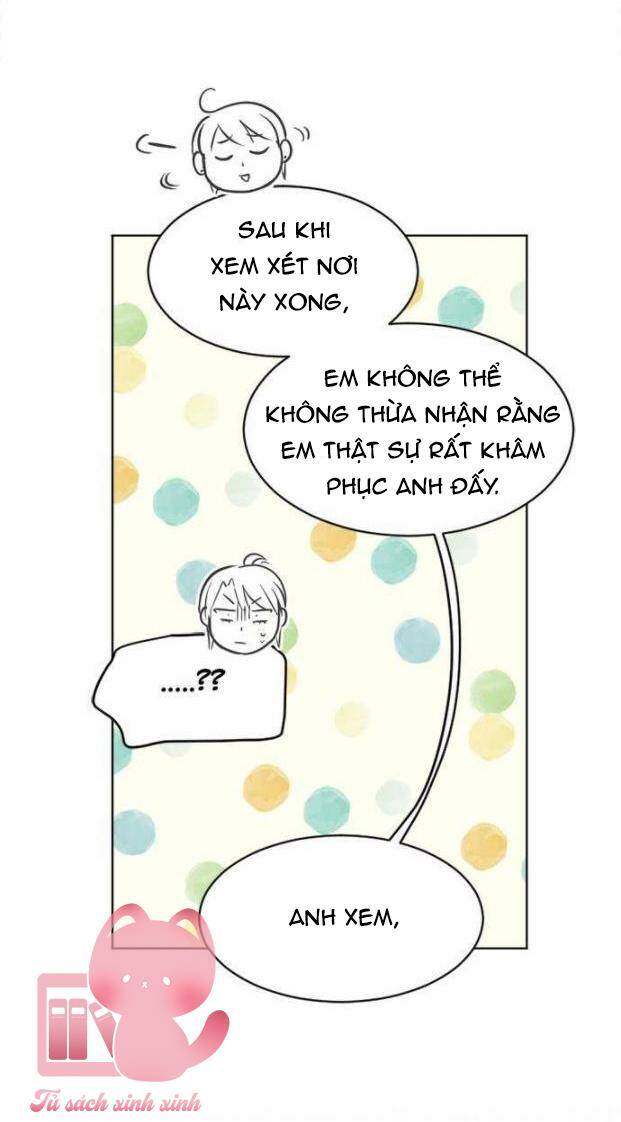 SAU KHI
XEM XÉT NƠI
NÀY XONG,
EM KHÔNG THỂ
KHÔNG THỪA NHẬN RẰNG
EM THẬT SỰ RẤT KHÂM
PHỤC ANH ĐẤY.
.....??
ANH XEM,
Tủ sách xinh xinh